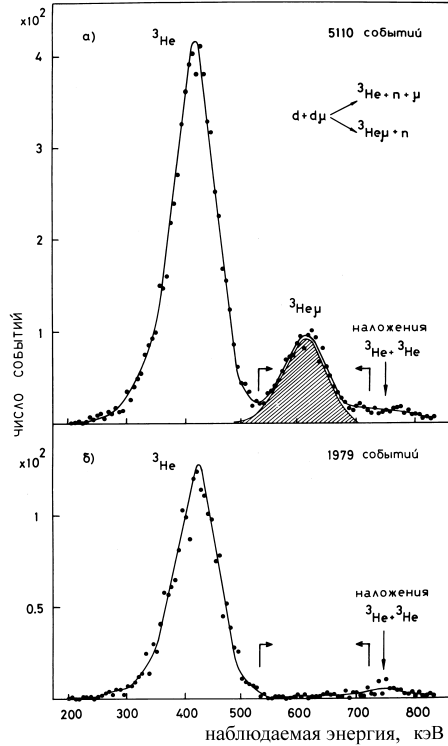 x10²
а)
³He
5110 событий
4
3
2
1
d + dμ
³He + n + μ
³Heμ + n
³Heμ
наложения
³He + ³He
число событий
x10²
б)
³He
1979 событий
1
0.5
наложения
³He + ³He
200 300 400 500 600 700 800
наблюдаемая энергия, кэВ